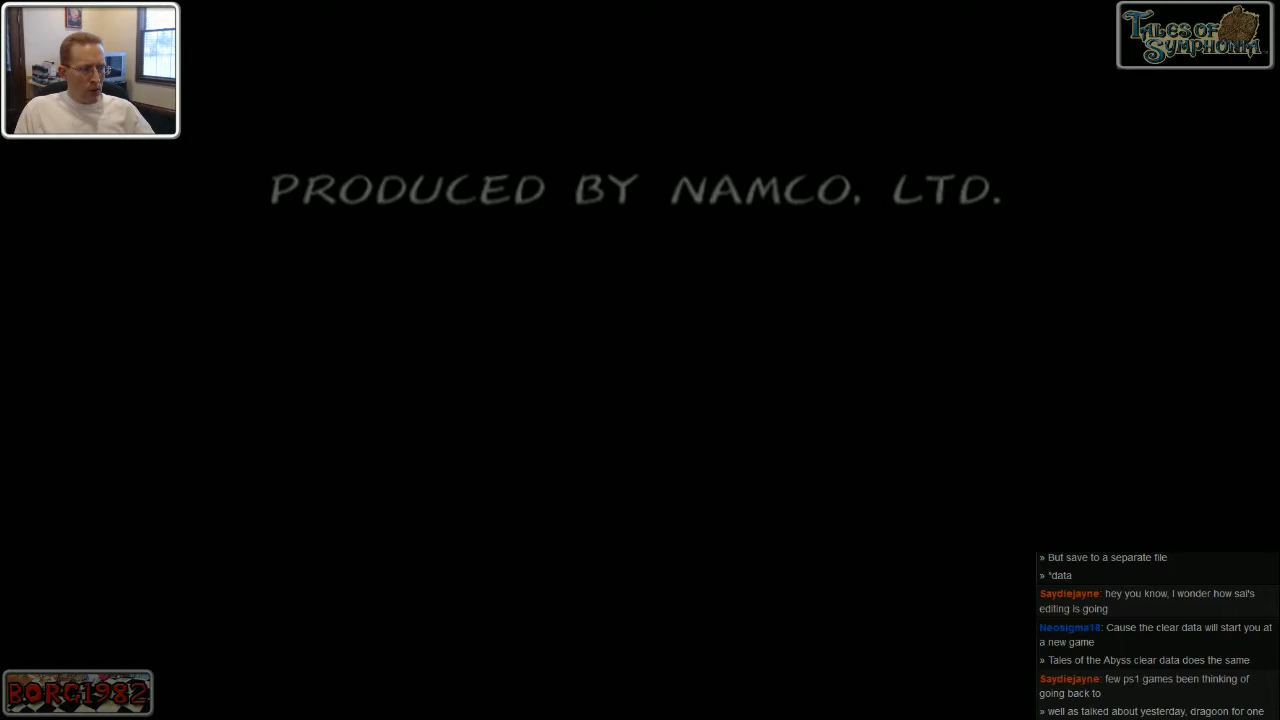 TALES OF
SYMPHONIA
PRODUCED BY NAMCO, LTD.
» But save to a separate file
» *data
Saydiejayne: hey you know, I wonder how sai's
editing is going
Neosigma18: Cause the clear data will start you at
a new game
» Tales of the Abyss clear data does the same
Saydiejayne: few ps1 games been thinking of
going back to
» well as talked about yesterday, dragoon for one
BORG1982